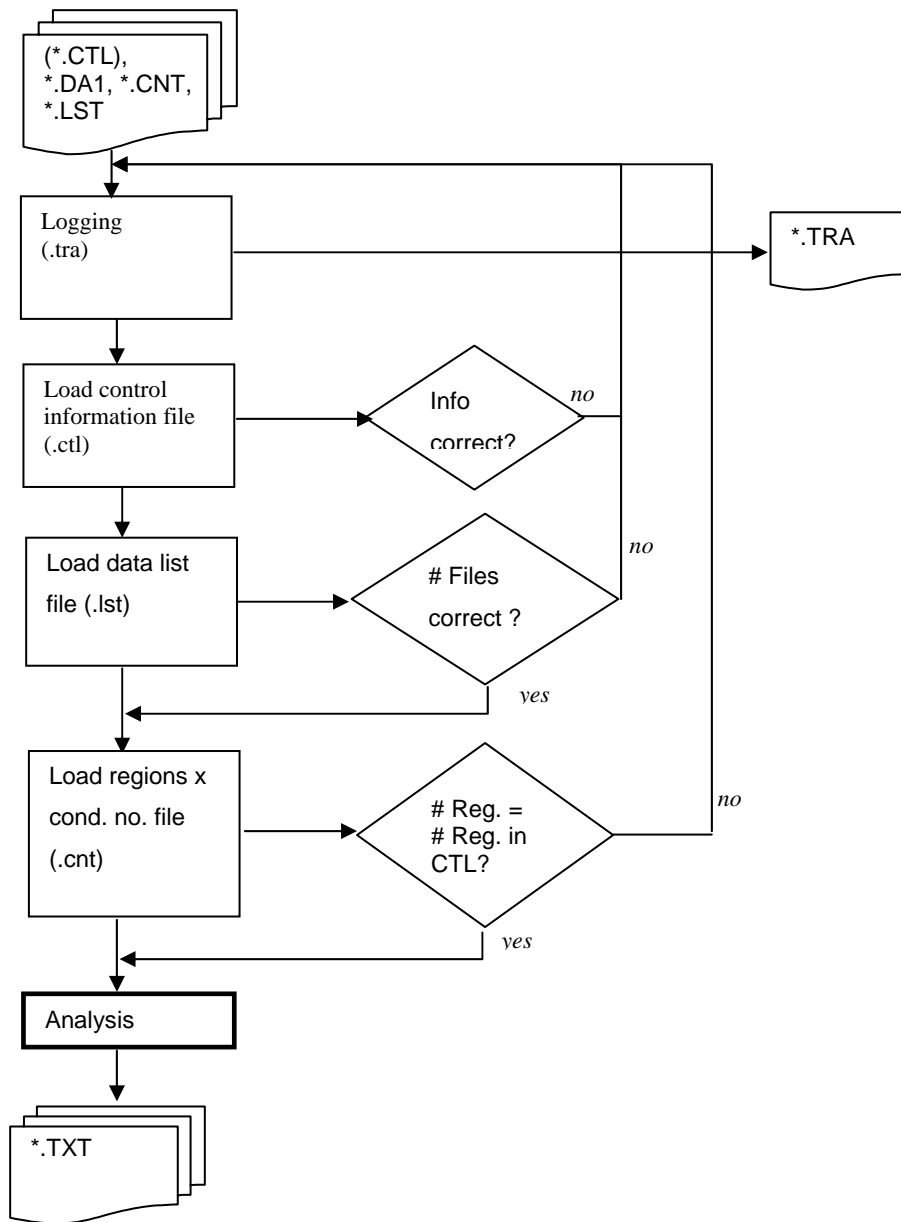 (*.CTL),
*.DA1, *.CNT,
*.LST
Logging
(.tra)
*.TRA
Load control
information file
(.ctl)
Info
correct?
no
Load data list
file (.lst)
# Files
correct ?
no
yes
Load regions x
cond. no. file
(.cnt)
# Reg. =
# Reg. in
CTL?
no
yes
Analysis
*.TXT